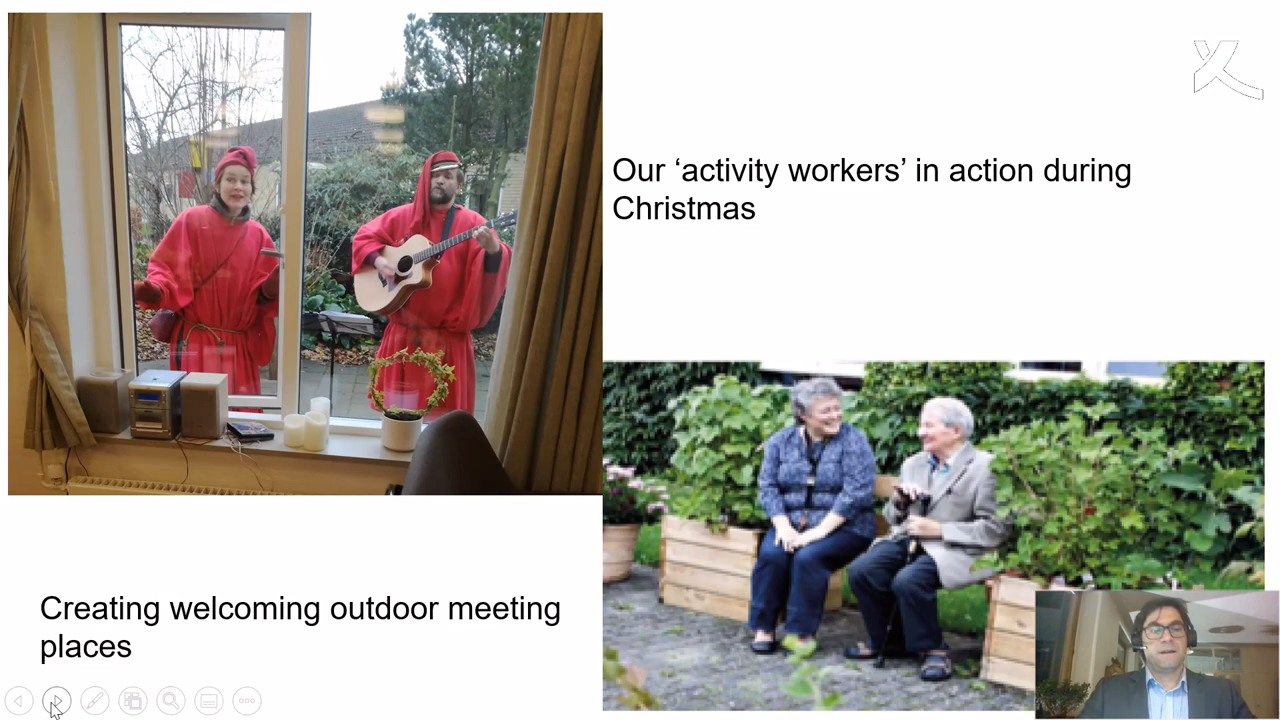 Our ‘activity workers’ in action during
Christmas
Creating welcoming outdoor meeting
places